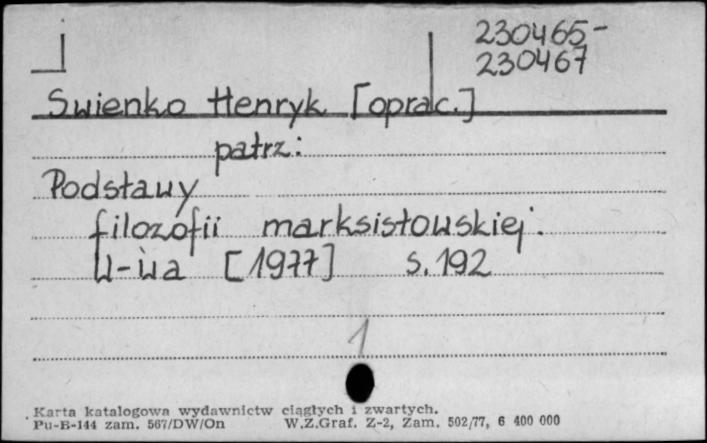 i
230465-
230467
Swienko Henryk [oprac.]
patrz:
Podstawy
filozofii marksistowskiej.
W-wa [1977] s. 192
1
Karta katalogowa wydawnictw ciągłych i zwartych.
Pu-B-144 zam. 567/DW/On W.Z.Graf. Z-2, Zam. 502/77, 6 400 000